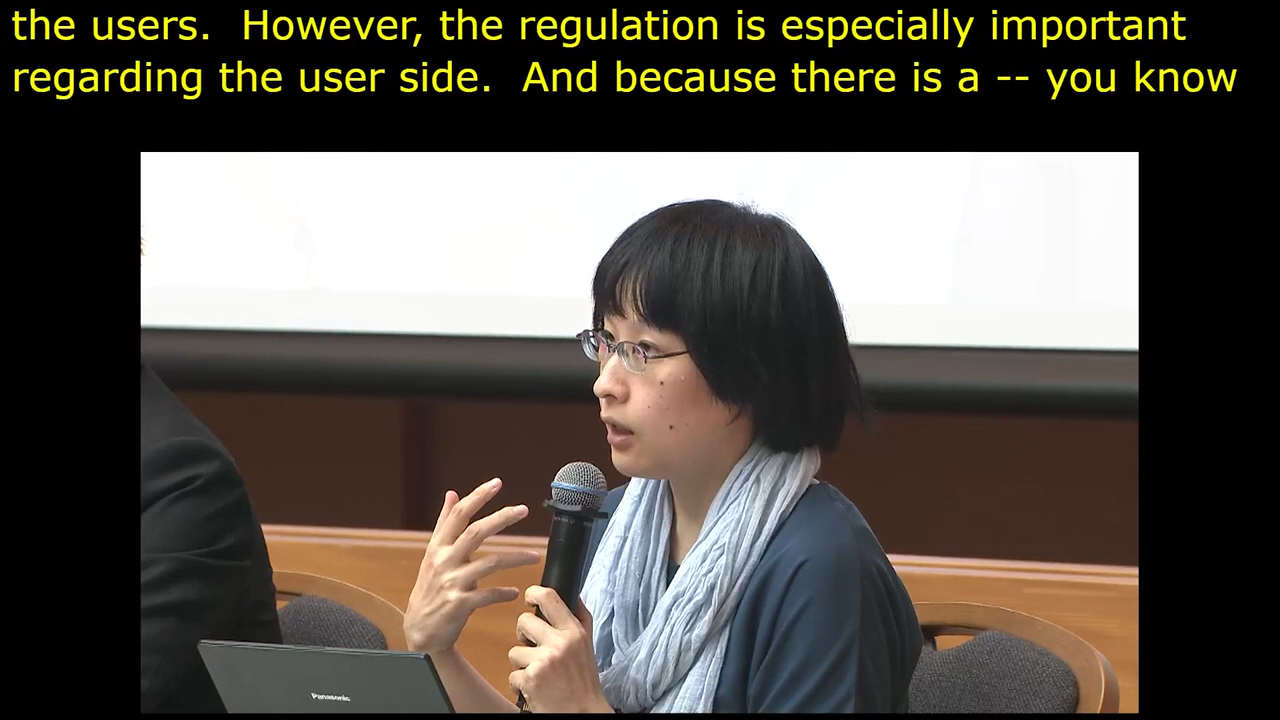 the users.  However, the regulation is especially important
regarding the user side.  And because there is a -- you know
Panasonic